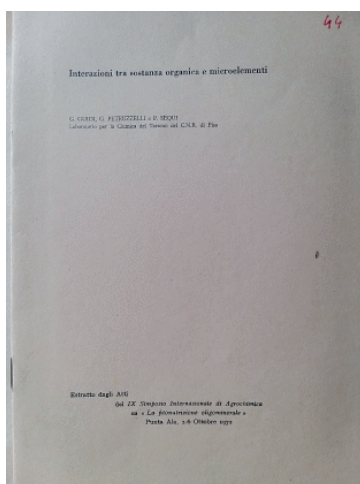 44
Interazioni tra sostanza organica e microelementi
G. GUIDI, G. PETRUZZELLI e P. SEQUI
Laboratorio per la Chimica del Terreno del C.N.R. di Pisa
Estratto dagli Atti
del IX Simposio Internazionale di Agrochimica
su « La fitonutrizione oligominerale »
Punta Ala, 2-6 Ottobre 1972